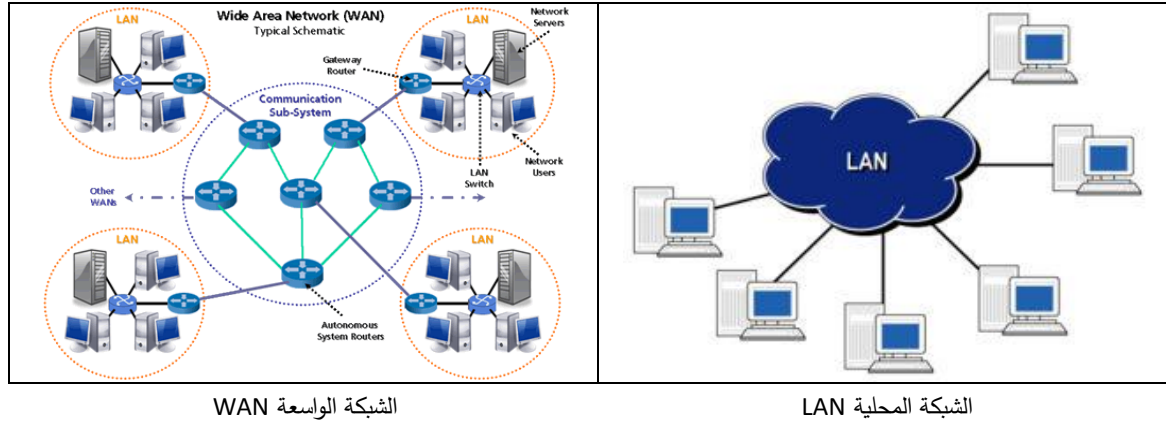 Wide Area Network (WAN)
Typical Schematic
LAN
LAN
Network
Servers
Gateway
Router
Communication
Sub-System
Network
Users
LAN
Switch
Other
WANs
LAN
LAN
Autonomous
System Routers
LAN
الشبكة الواسعة WAN
الشبكة المحلية LAN